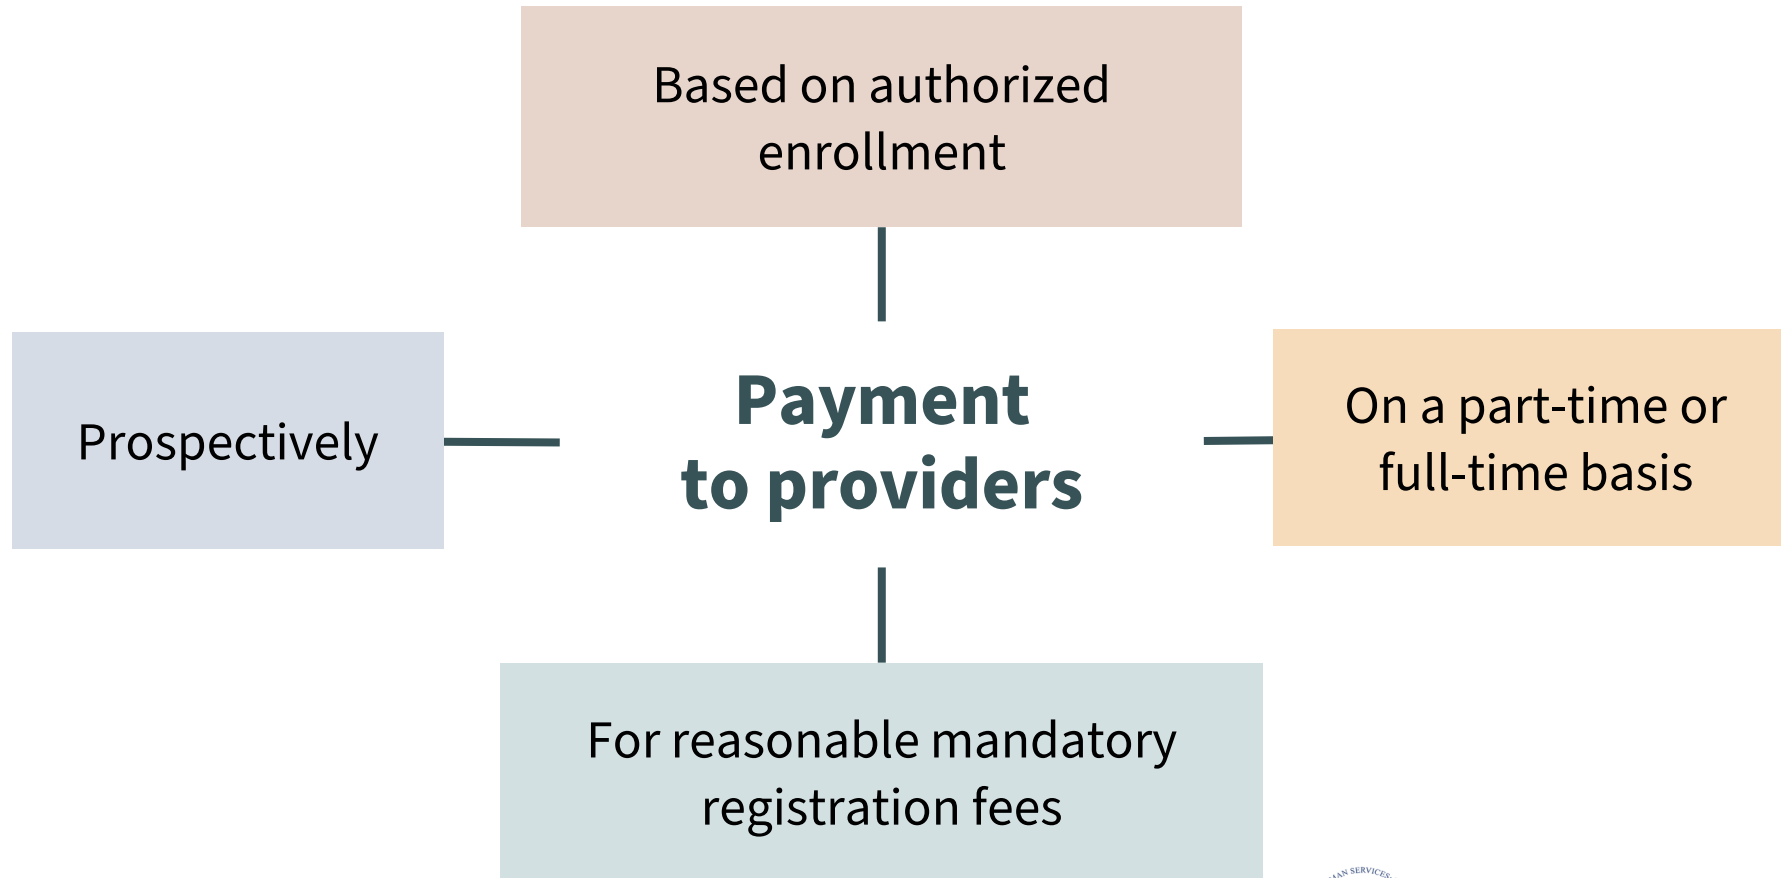 Based on authorized
enrollment
Prospectively
Payment
to providers
On a part-time or
full-time basis
For reasonable mandatory
registration fees
SERVICES